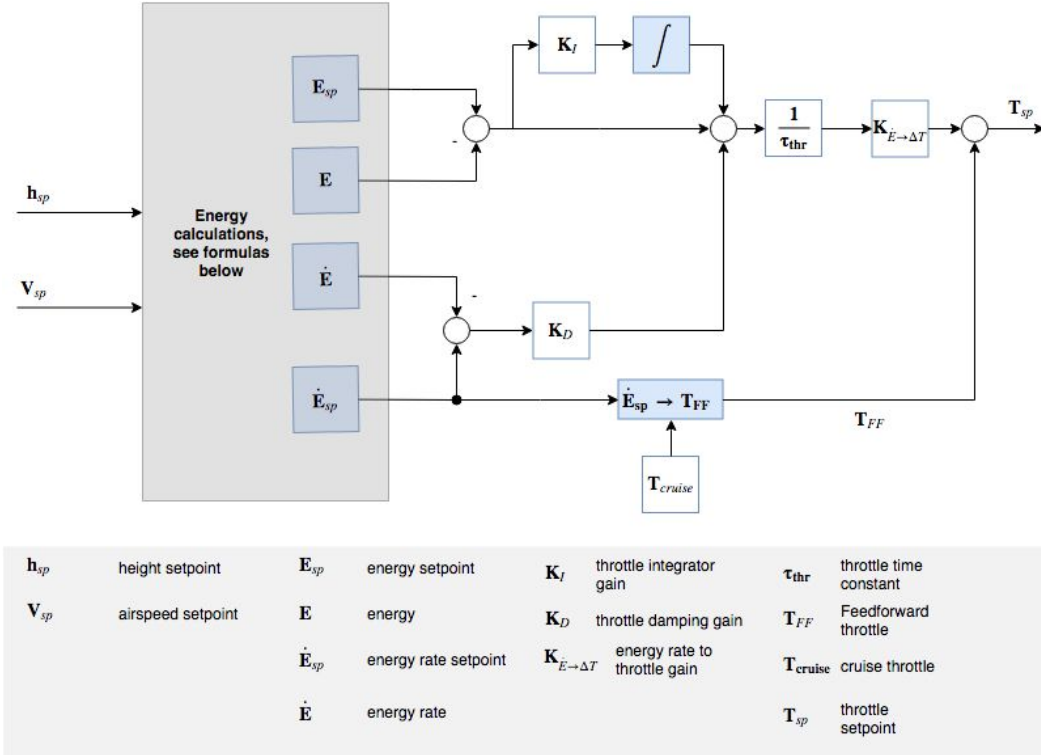 K_I
∫
E_sp
T_sp
1
τ_thr
K_Ė→ΔT
-
E
h_sp
Energy
calculations,
see formulas
below
Ė
V_sp
-
K_D
Ė_sp
Ė_sp → T_FF
T_FF
T_cruise
h_sp height setpoint
E_sp energy setpoint
K_I throttle integrator
gain
τ_thr throttle time
constant
V_sp airspeed setpoint
E energy
K_D throttle damping gain
T_FF Feedforward
throttle
Ė_sp energy rate setpoint
K_Ė→ΔT energy rate to
throttle gain
T_cruise cruise throttle
Ė energy rate
T_sp throttle
setpoint